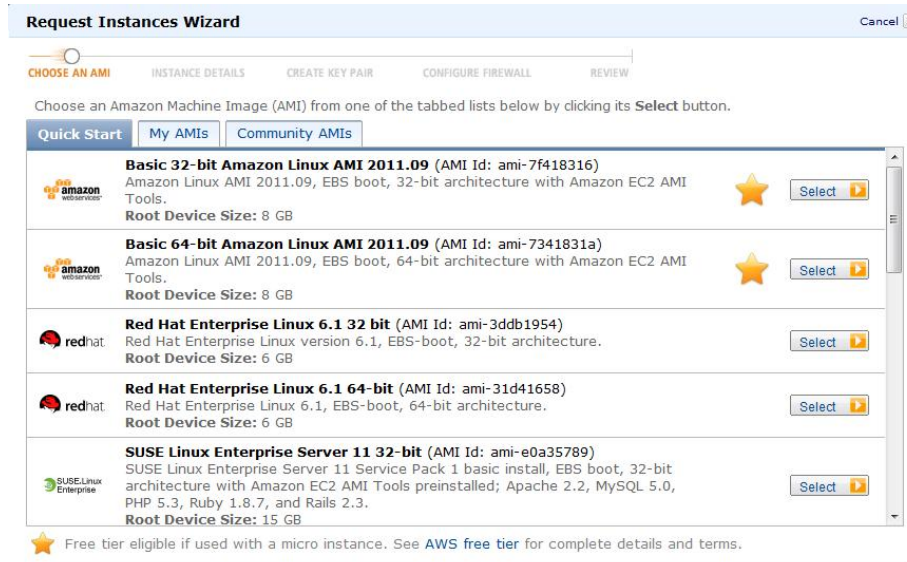 Request Instances Wizard
Cancel
CHOOSE AN AMI INSTANCE DETAILS CREATE KEY PAIR CONFIGURE FIREWALL REVIEW
Choose an Amazon Machine Image (AMI) from one of the tabbed lists below by clicking its Select button.
Quick Start My AMIs Community AMIs
amazon
webservices™
Basic 32-bit Amazon Linux AMI 2011.09 (AMI Id: ami-7f418316)
Amazon Linux AMI 2011.09, EBS boot, 32-bit architecture with Amazon EC2 AMI
Tools.
Root Device Size: 8 GB
Select
amazon
webservices™
Basic 64-bit Amazon Linux AMI 2011.09 (AMI Id: ami-7341831a)
Amazon Linux AMI 2011.09, EBS boot, 64-bit architecture with Amazon EC2 AMI
Tools.
Root Device Size: 8 GB
Select
redhat.
Red Hat Enterprise Linux 6.1 32 bit (AMI Id: ami-3ddb1954)
Red Hat Enterprise Linux version 6.1, EBS-boot, 32-bit architecture.
Root Device Size: 6 GB
Select
redhat.
Red Hat Enterprise Linux 6.1 64-bit (AMI Id: ami-31d41658)
Red Hat Enterprise Linux 6.1, EBS-boot, 64-bit architecture.
Root Device Size: 6 GB
Select
SUSE.Linux
Enterprise
SUSE Linux Enterprise Server 11 32-bit (AMI Id: ami-e0a35789)
SUSE Linux Enterprise Server 11 Service Pack 1 basic install, EBS boot, 32-bit
architecture with Amazon EC2 AMI Tools preinstalled; Apache 2.2, MySQL 5.0,
PHP 5.3, Ruby 1.8.7, and Rails 2.3.
Root Device Size: 15 GB
Select
Free tier eligible if used with a micro instance. See AWS free tier for complete details and terms.